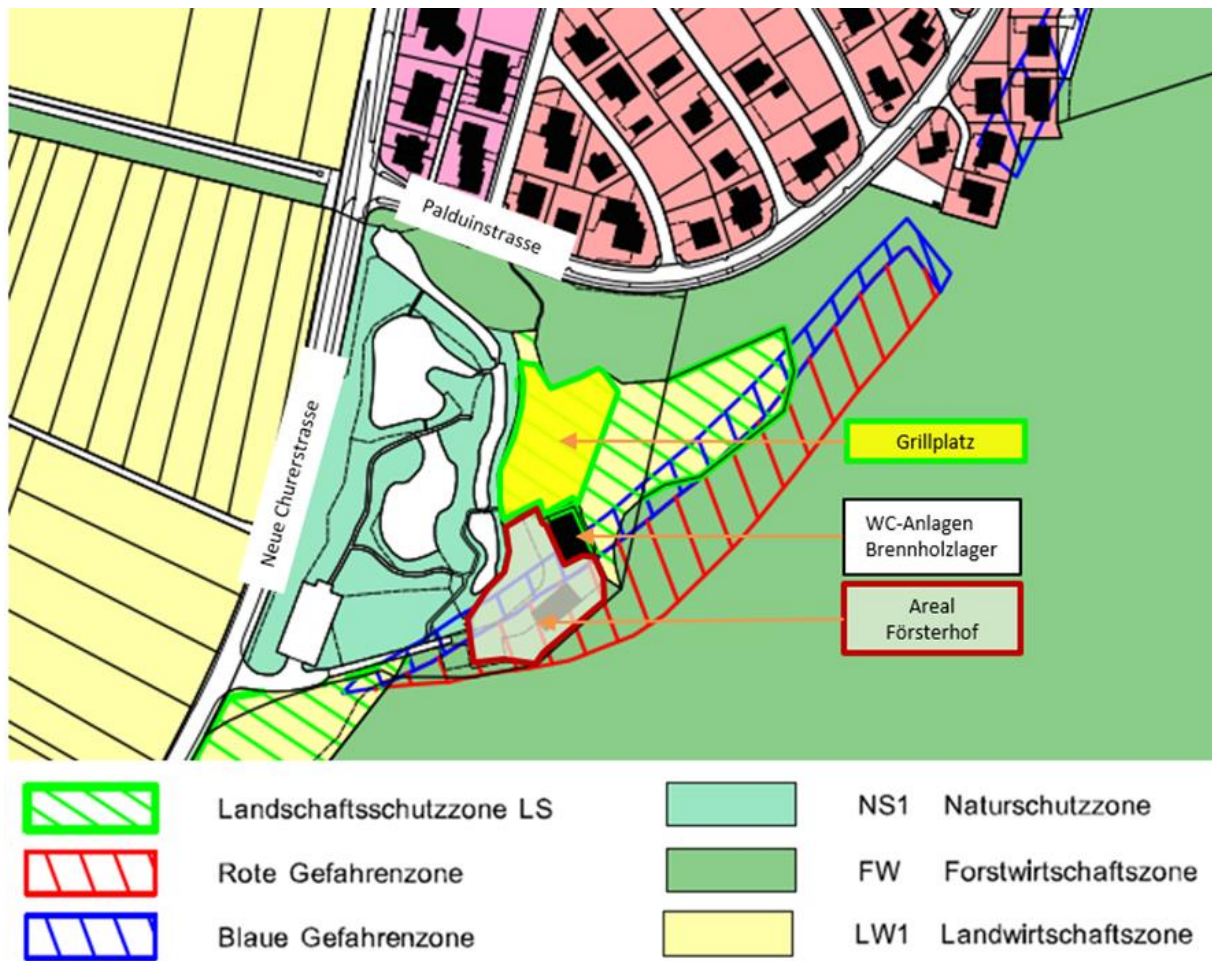 Palduinstrasse
Neue Churerstrasse
Grillplatz
WC-Anlagen
Brennholzlager
Areal
Försterhof
Landschaftsschutzzone LS
Rote Gefahrenzone
Blaue Gefahrenzone
NS1 Naturschutzzone
FW Forstwirtschaftszone
LW1 Landwirtschaftszone